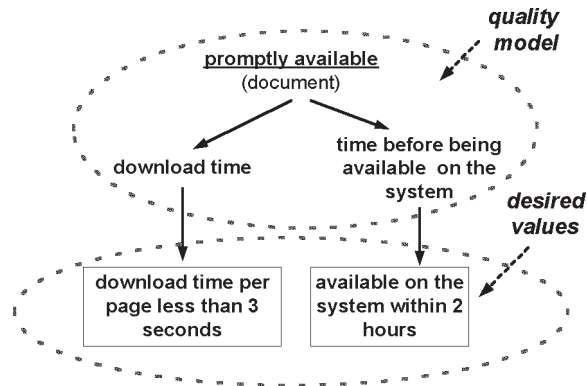 quality
model
promptly available
(document)
download time
time before being
available on the
system
desired
values
download time per
page less than 3
seconds
available on the
system within 2
hours